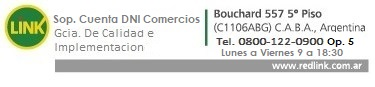 LINK
Sop. Cuenta DNI Comercios
Gcia. De Calidad e
Implementacion
Bouchard 557 5° Piso
(C1106ABG) C.A.B.A., Argentina
Tel. 0800-122-0900 Op. 5
Lunes a Viernes 9 a 18:30
www.redlink.com.ar